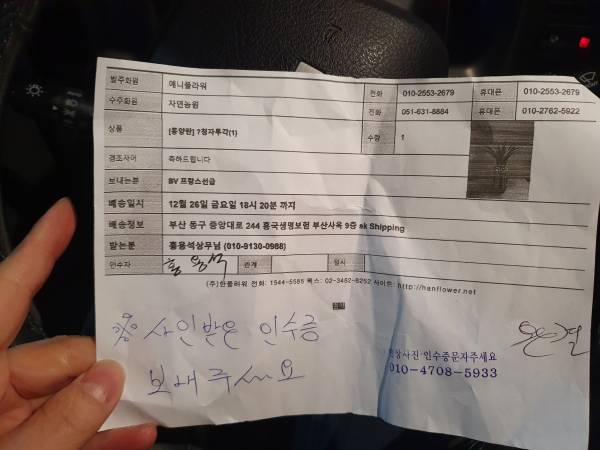 발주화원 애니플라워 전화 010-2553-2679 휴대폰 010-2553-2679
수주화원 자연농원 전화 051-631-8884 휴대폰 010-2762-5922
상품 [동양란] ?청자투각(1) 수량 1
경조사어 축하드립니다
보내는분 BV 프랑스선급
배송일시 12월 26일 금요일 18시 20분 까지
배송정보 부산 동구 중앙대로 244 흥국생명보험 부산사옥 9층 sk Shipping
받는분 홍용석상무님 (010-9130-0988)
인수자 홍용석 관계 일시
(주)한플라워 전화: 1544-5585 팩스: 02-3462-8252 사이트: http://hanflower.net
※ 사인받은 인수증
보내주세요
현장사진·인수증문자주세요
010-4708-5933